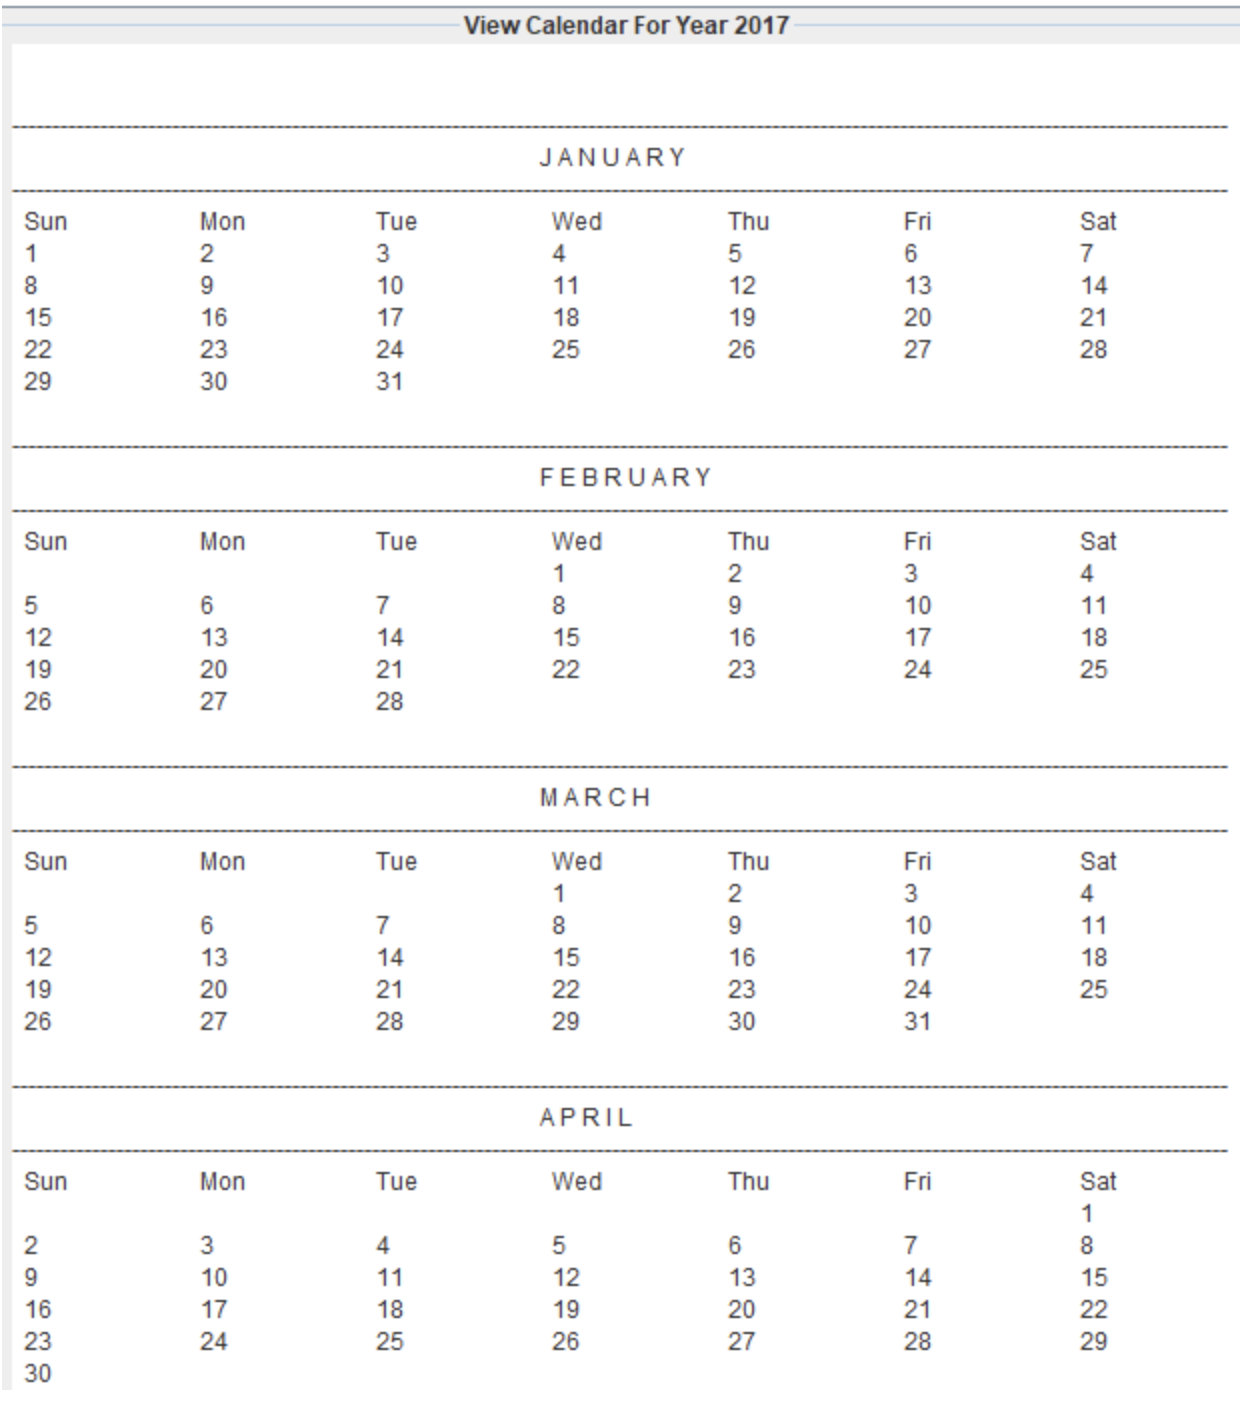 View Calendar For Year 2017
JANUARY
Sun Mon Tue Wed Thu Fri Sat
1 2 3 4 5 6 7
8 9 10 11 12 13 14
15 16 17 18 19 20 21
22 23 24 25 26 27 28
29 30 31
FEBRUARY
Sun Mon Tue Wed Thu Fri Sat
1 2 3 4
5 6 7 8 9 10 11
12 13 14 15 16 17 18
19 20 21 22 23 24 25
26 27 28
MARCH
Sun Mon Tue Wed Thu Fri Sat
1 2 3 4
5 6 7 8 9 10 11
12 13 14 15 16 17 18
19 20 21 22 23 24 25
26 27 28 29 30 31
APRIL
Sun Mon Tue Wed Thu Fri Sat
1
2 3 4 5 6 7 8
9 10 11 12 13 14 15
16 17 18 19 20 21 22
23 24 25 26 27 28 29
30